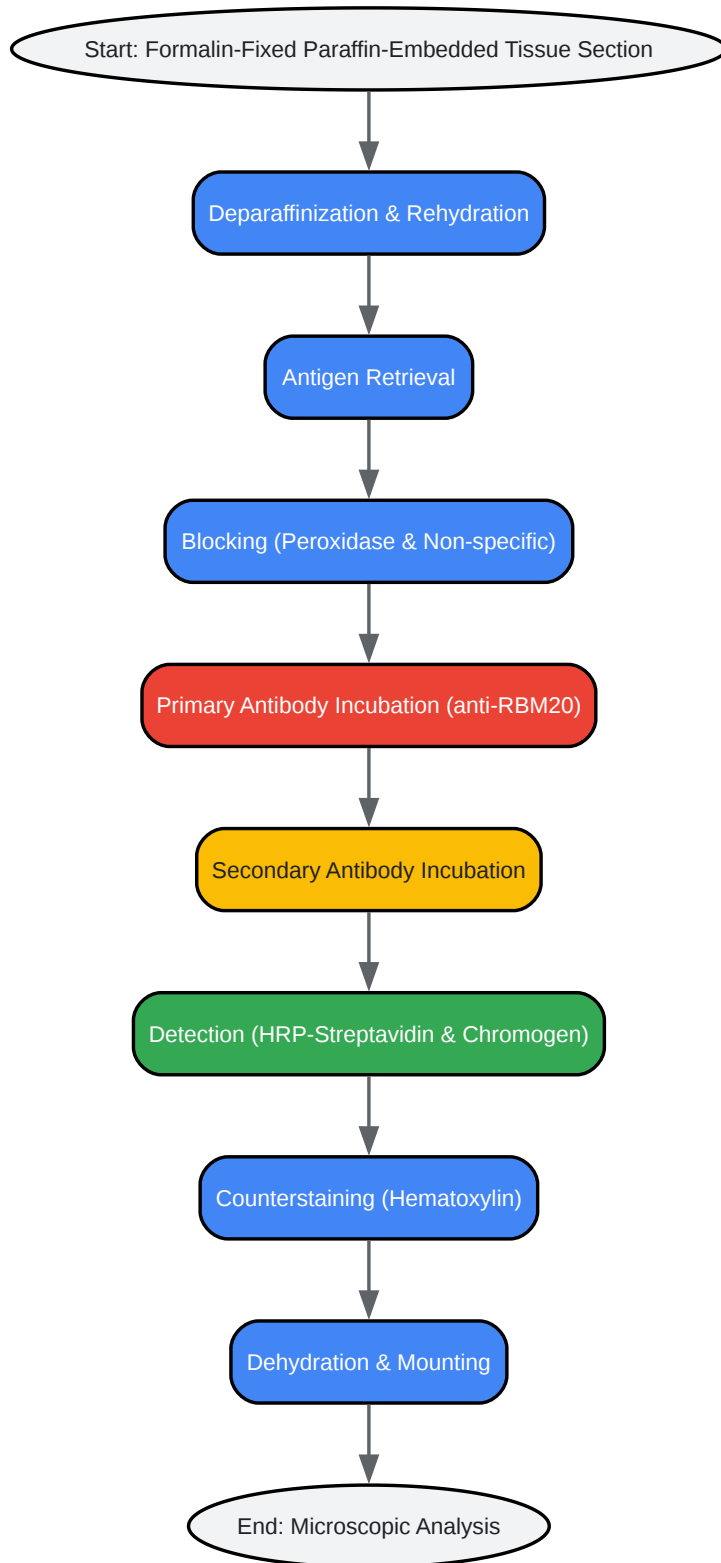 Start: Formalin-Fixed Paraffin-Embedded Tissue Section
Deparaffinization & Rehydration
Antigen Retrieval
Blocking (Peroxidase & Non-specific)
Primary Antibody Incubation (anti-RBM20)
Secondary Antibody Incubation
Detection (HRP-Streptavidin & Chromogen)
Counterstaining (Hematoxylin)
Dehydration & Mounting
End: Microscopic Analysis